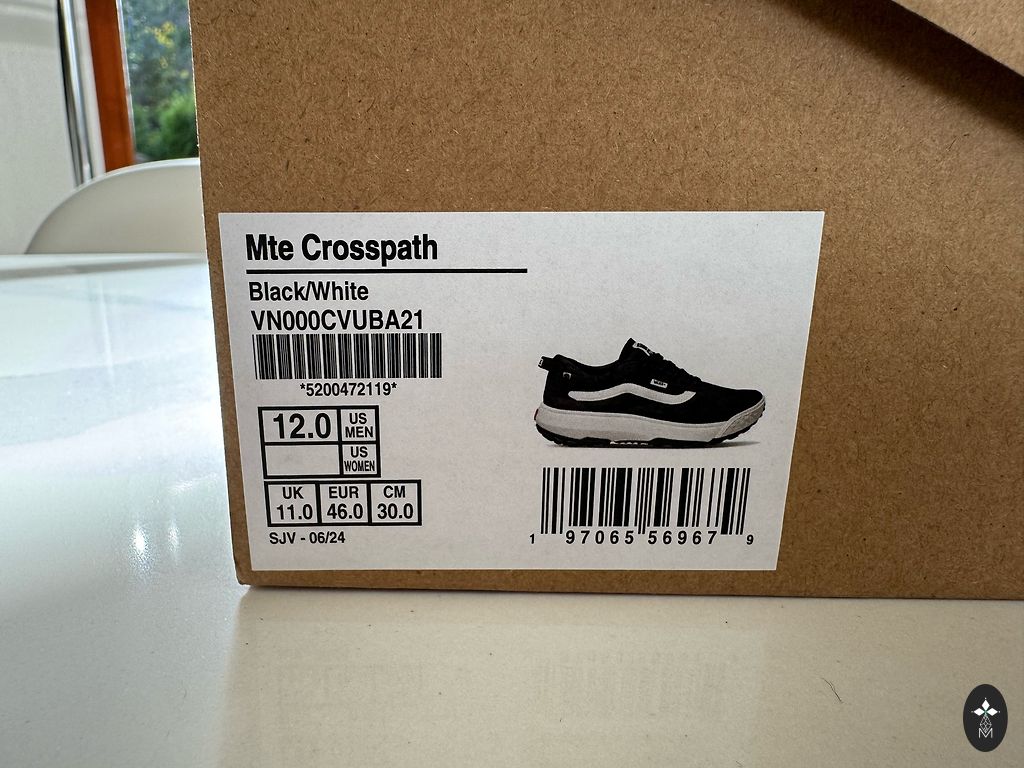 Mte Crosspath
Black/White
VN000CVUBA21
*5200472119*
12.0 US MEN
US WOMEN
UK EUR CM
11.0 46.0 30.0
SJV - 06/24
1 97065 56967 9
M